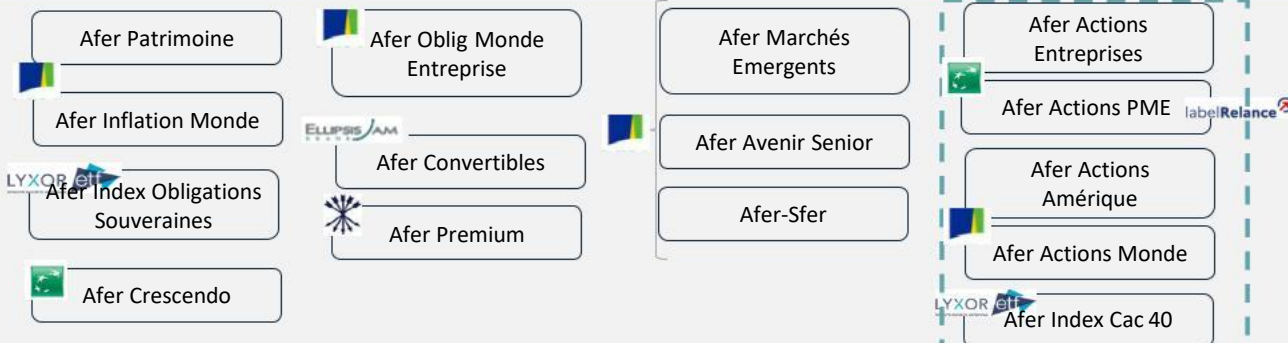 Afer Patrimoine
Afer Inflation Monde
LYXOR etf
Afer Index Obligations
Souveraines
Afer Crescendo
Afer Oblig Monde
Entreprise
ELLIPSIS AM
Afer Convertibles
Afer Premium
Afer Marchés
Emergents
Afer Avenir Senior
Afer-Sfer
Afer Actions
Entreprises
Afer Actions PME
labelRelance
Afer Actions
Amérique
Afer Actions Monde
LYXOR etf
Afer Index Cac 40